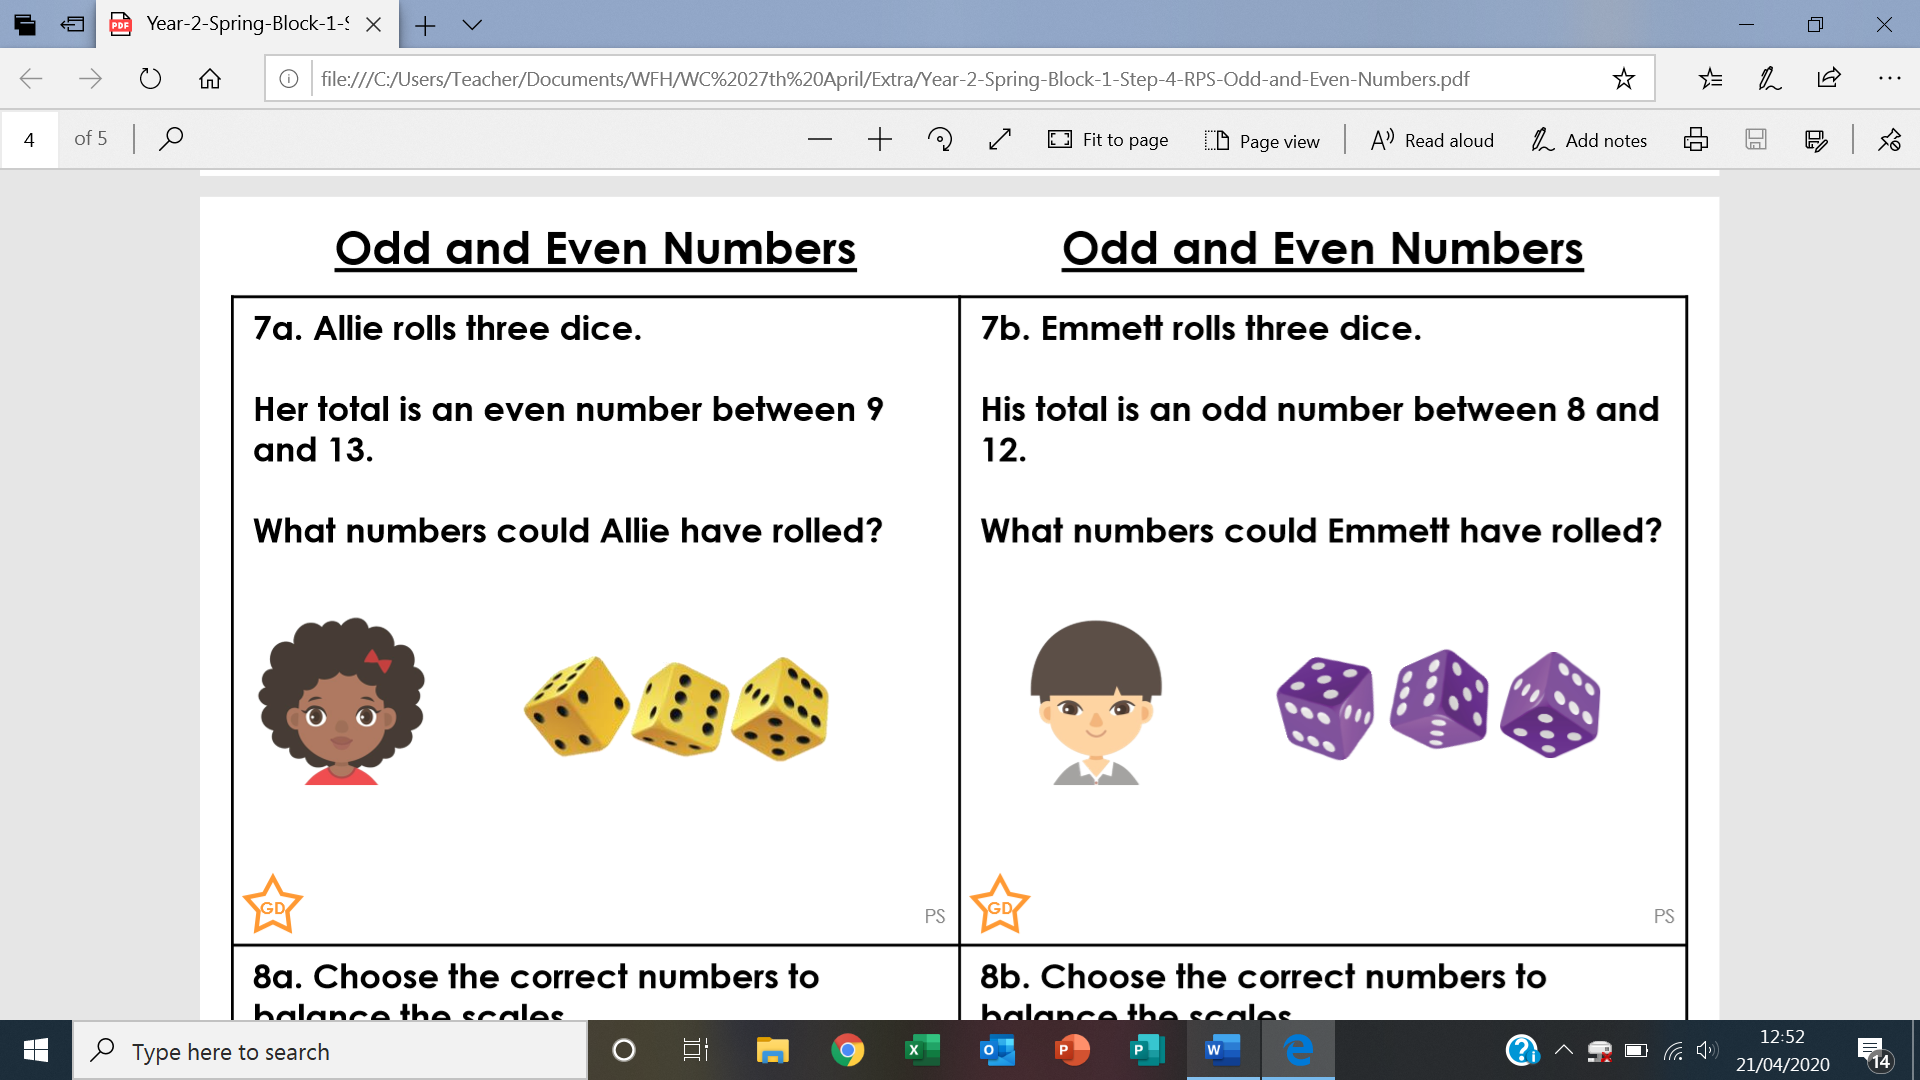 Year-2-Spring-Block-1-S
file:///C:/Users/Teacher/Documents/WFH/WC%2027th%20April/Extra/Year-2-Spring-Block-1-Step-4-RPS-Odd-and-Even-Numbers.pdf
4 of 5
Fit to page
Page view
Read aloud
Add notes
Odd and Even Numbers
7a. Allie rolls three dice.
Her total is an even number between 9
and 13.
What numbers could Allie have rolled?
GD
PS
8a. Choose the correct numbers to
balance the scales
Odd and Even Numbers
7b. Emmett rolls three dice.
His total is an odd number between 8 and
12.
What numbers could Emmett have rolled?
GD
PS
8b. Choose the correct numbers to
balance the scales
Type here to search
12:52
21/04/2020
14